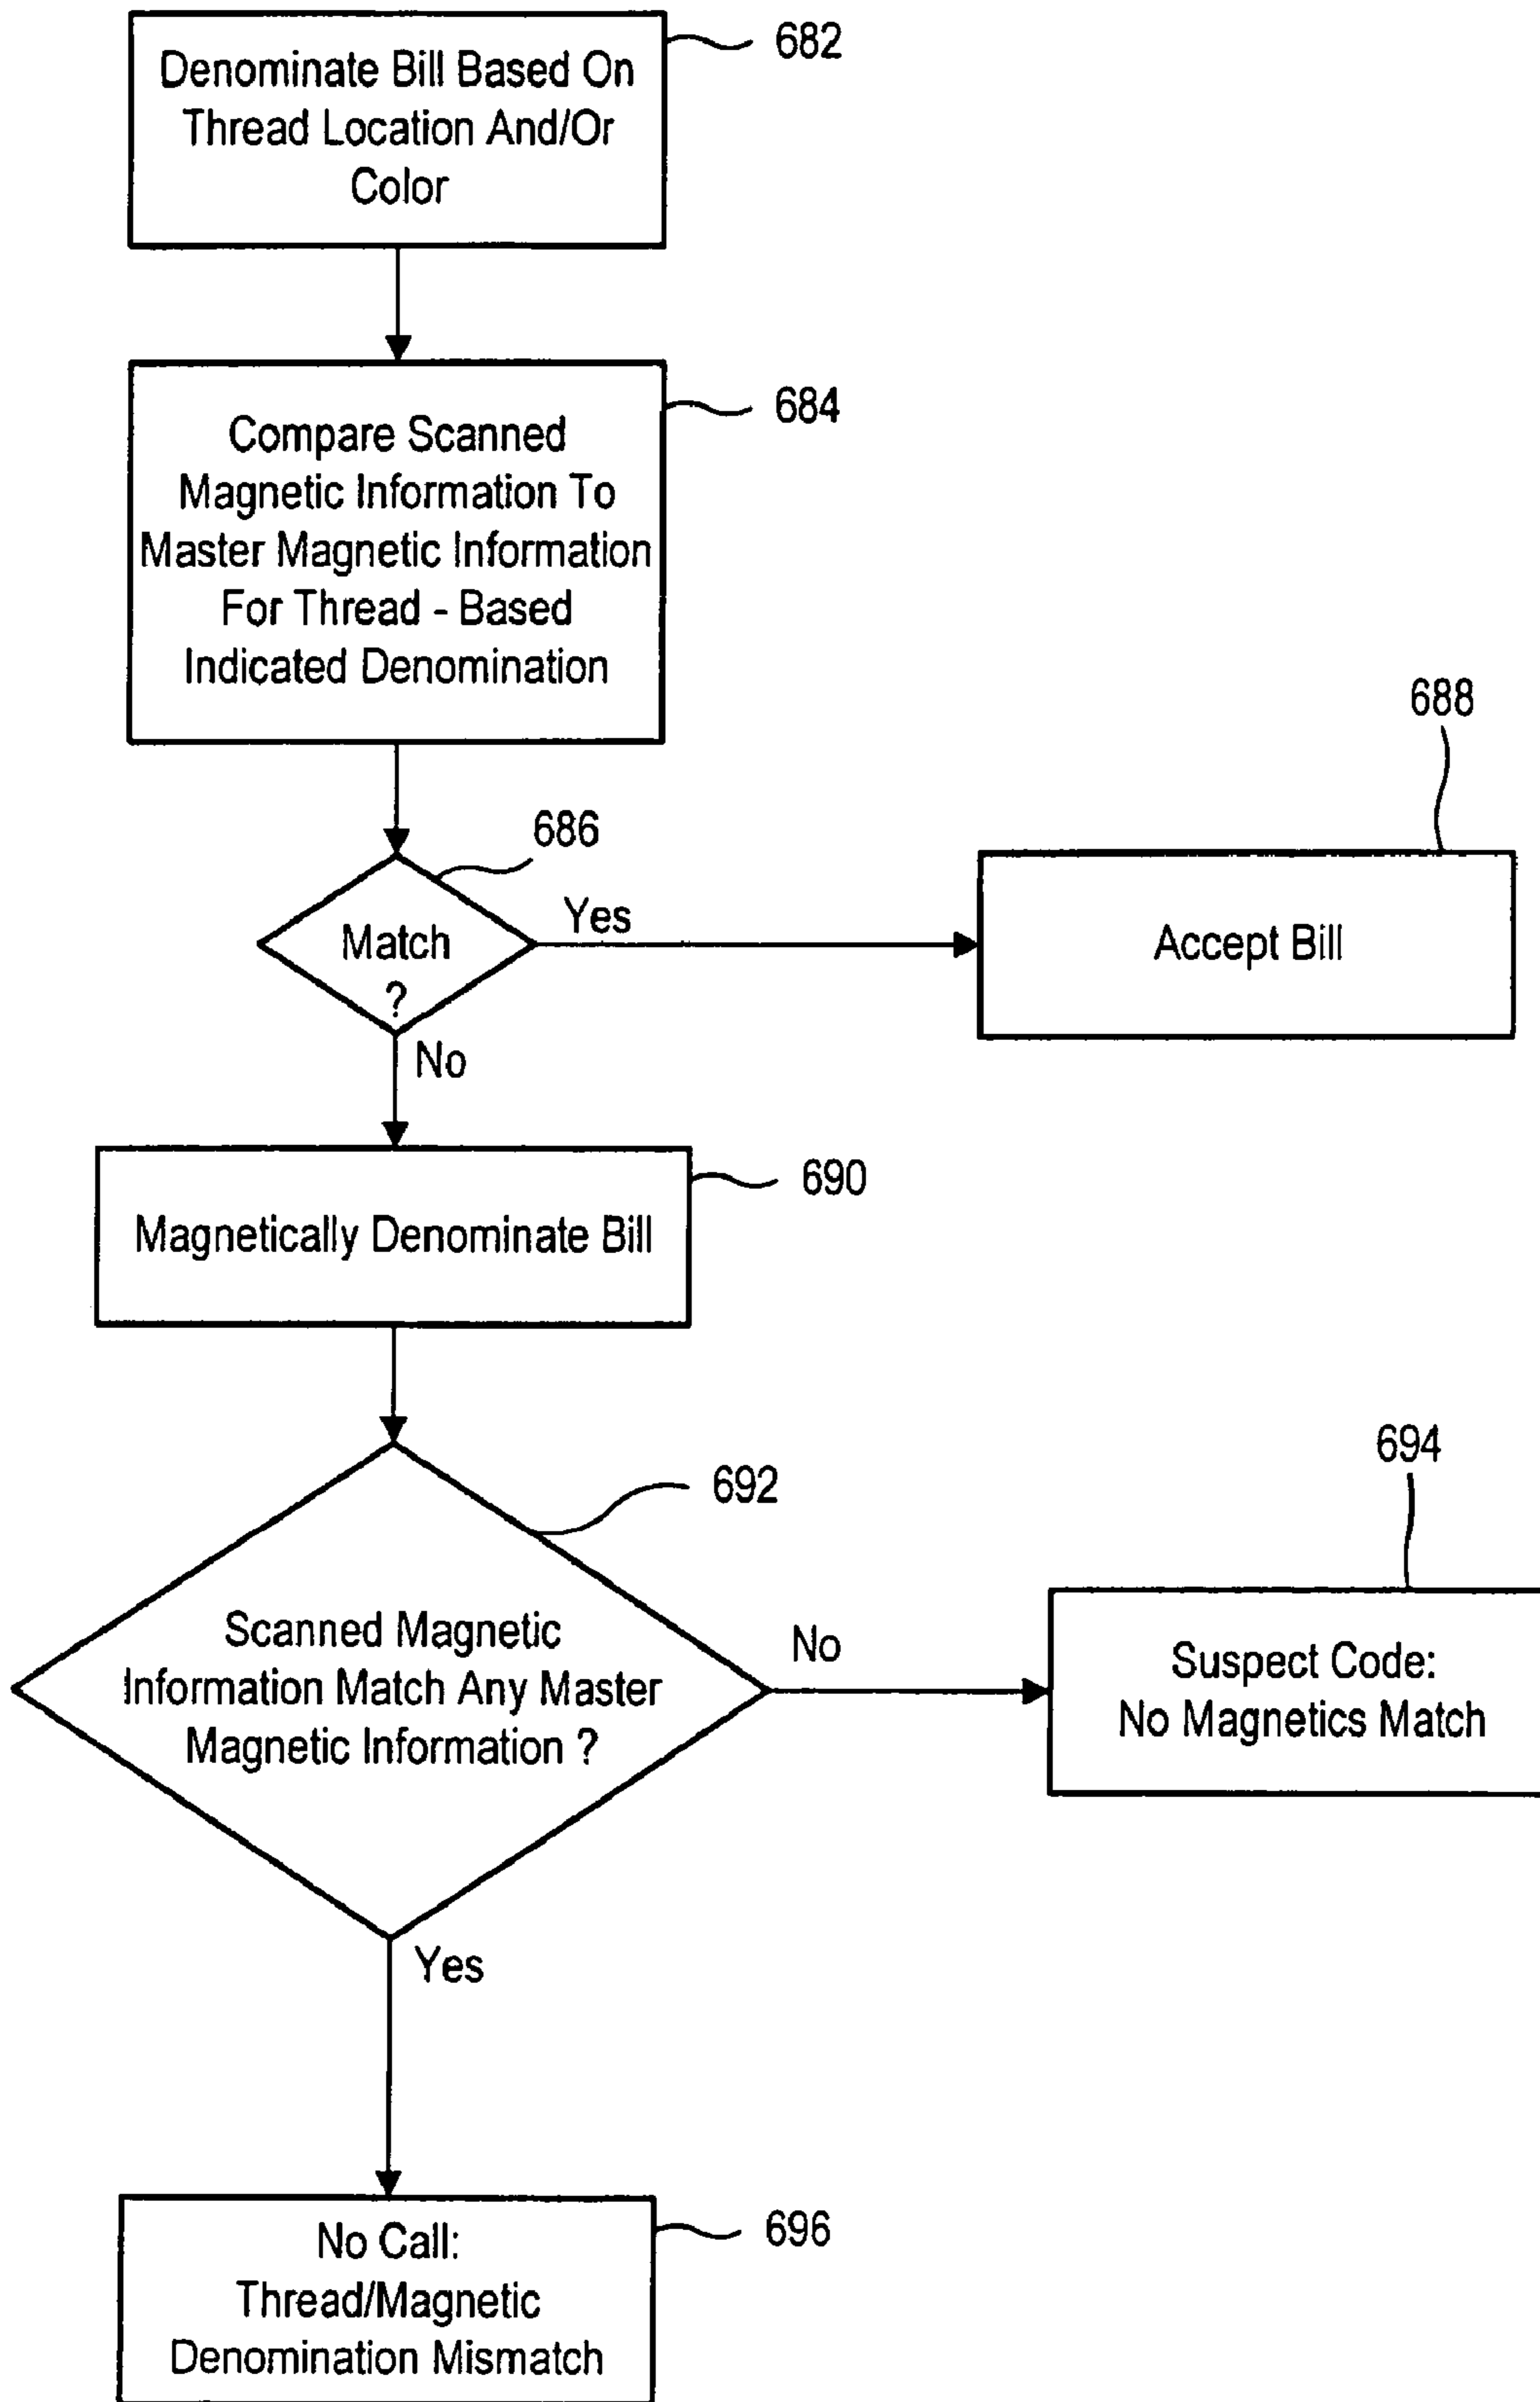 Denominate Bill Based On
Thread Location And/Or
Color
682
Compare Scanned
Magnetic Information To
Master Magnetic Information
For Thread - Based
Indicated Denomination
684
686
Match
?
Yes
688
Accept Bill
No
Magnetically Denominate Bill
690
692
Scanned Magnetic
Information Match Any Master
Magnetic Information ?
No
694
Suspect Code:
No Magnetics Match
Yes
No Call:
Thread/Magnetic
Denomination Mismatch
696